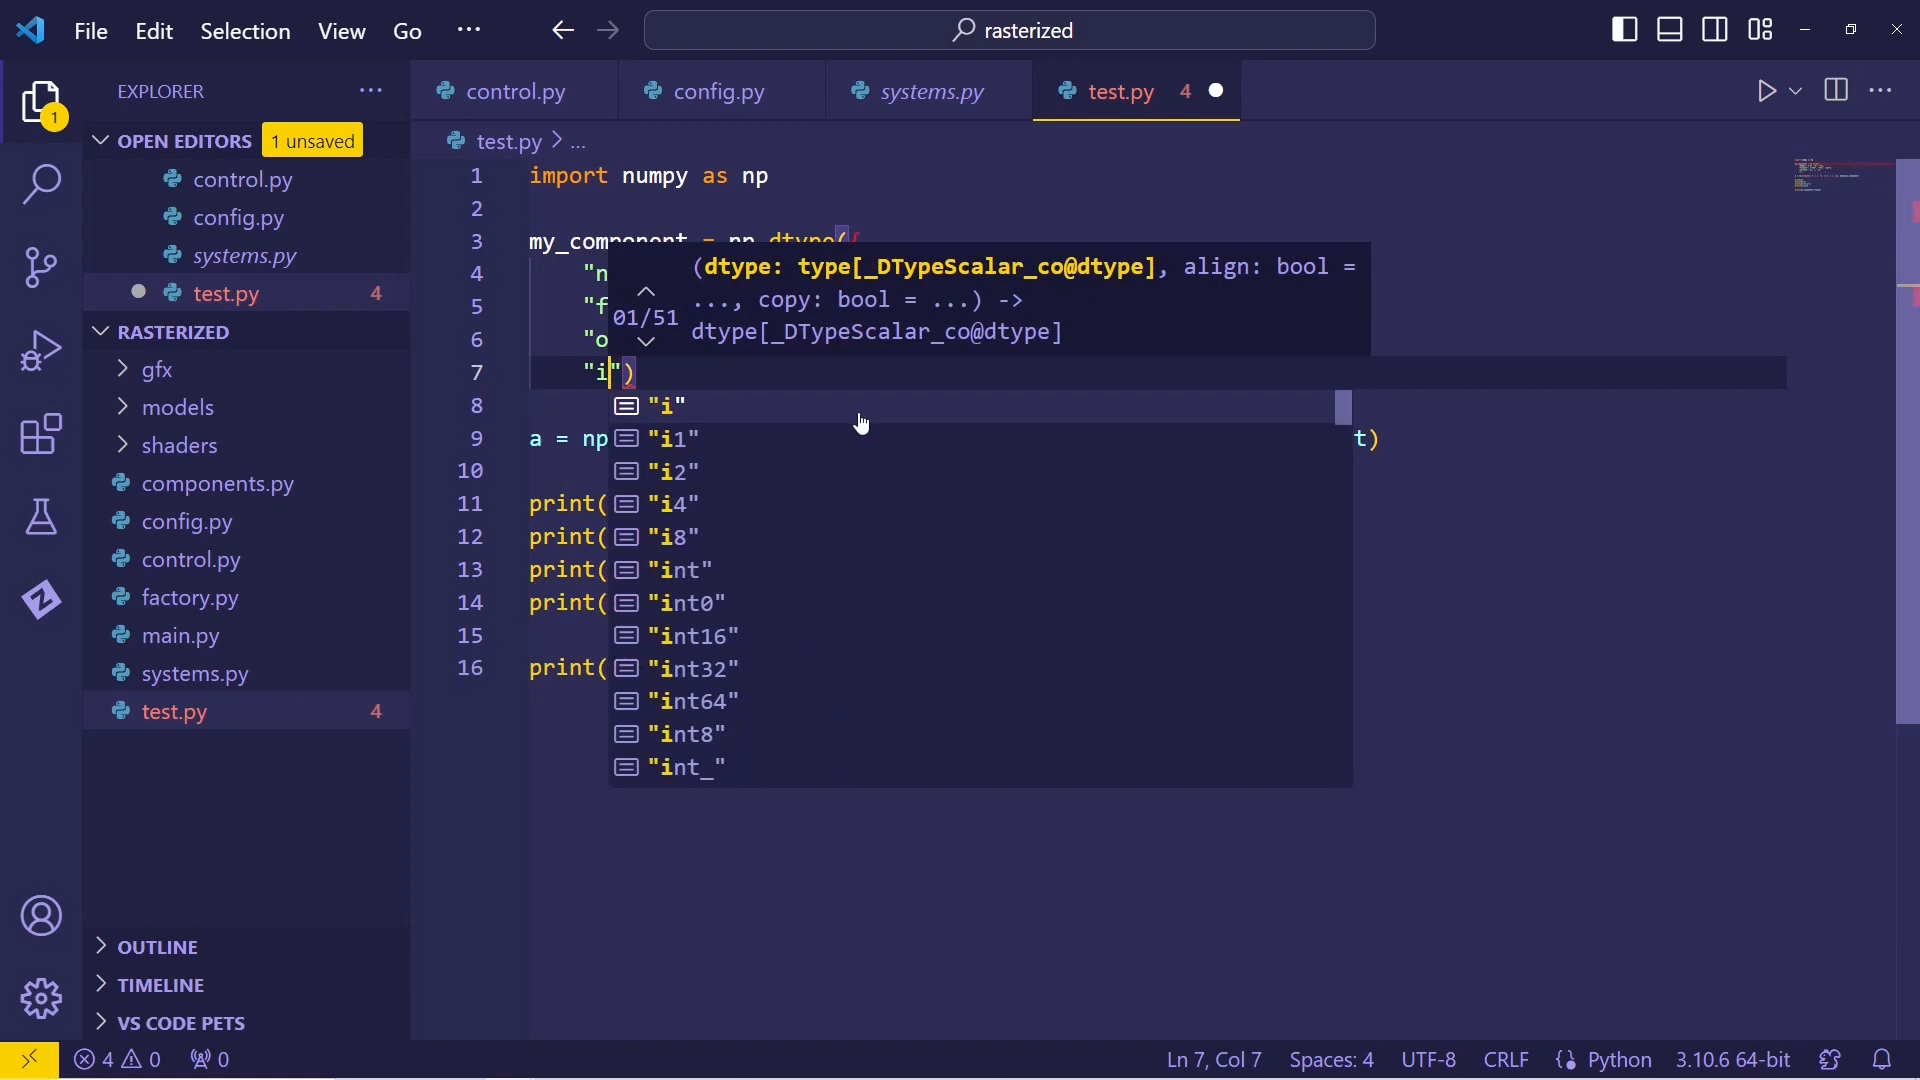 File Edit Selection View Go ··· rasterized
EXPLORER ···
1
OPEN EDITORS 1 unsaved
control.py
config.py
systems.py
test.py 4
RASTERIZED
gfx
models
shaders
components.py
config.py
control.py
factory.py
main.py
systems.py
test.py 4
OUTLINE
TIMELINE
VS CODE PETS
control.py config.py systems.py test.py 4
test.py > ...
1 import numpy as np
2
3
4 "n
5 "f
6 "o
7 "i")
8
9 a = np t)
10
11 print(
12 print(
13 print(
14 print(
15
16 print(
(dtype: type[_DTypeScalar_co@dtype], align: bool =
01/51 ..., copy: bool = ...) ->
dtype[_DTypeScalar_co@dtype]
"i"
"i1"
"i2"
"i4"
"i8"
"int"
"int0"
"int16"
"int32"
"int64"
"int8"
"int_"
4 0 0 Ln 7, Col 7 Spaces: 4 UTF-8 CRLF Python 3.10.6 64-bit